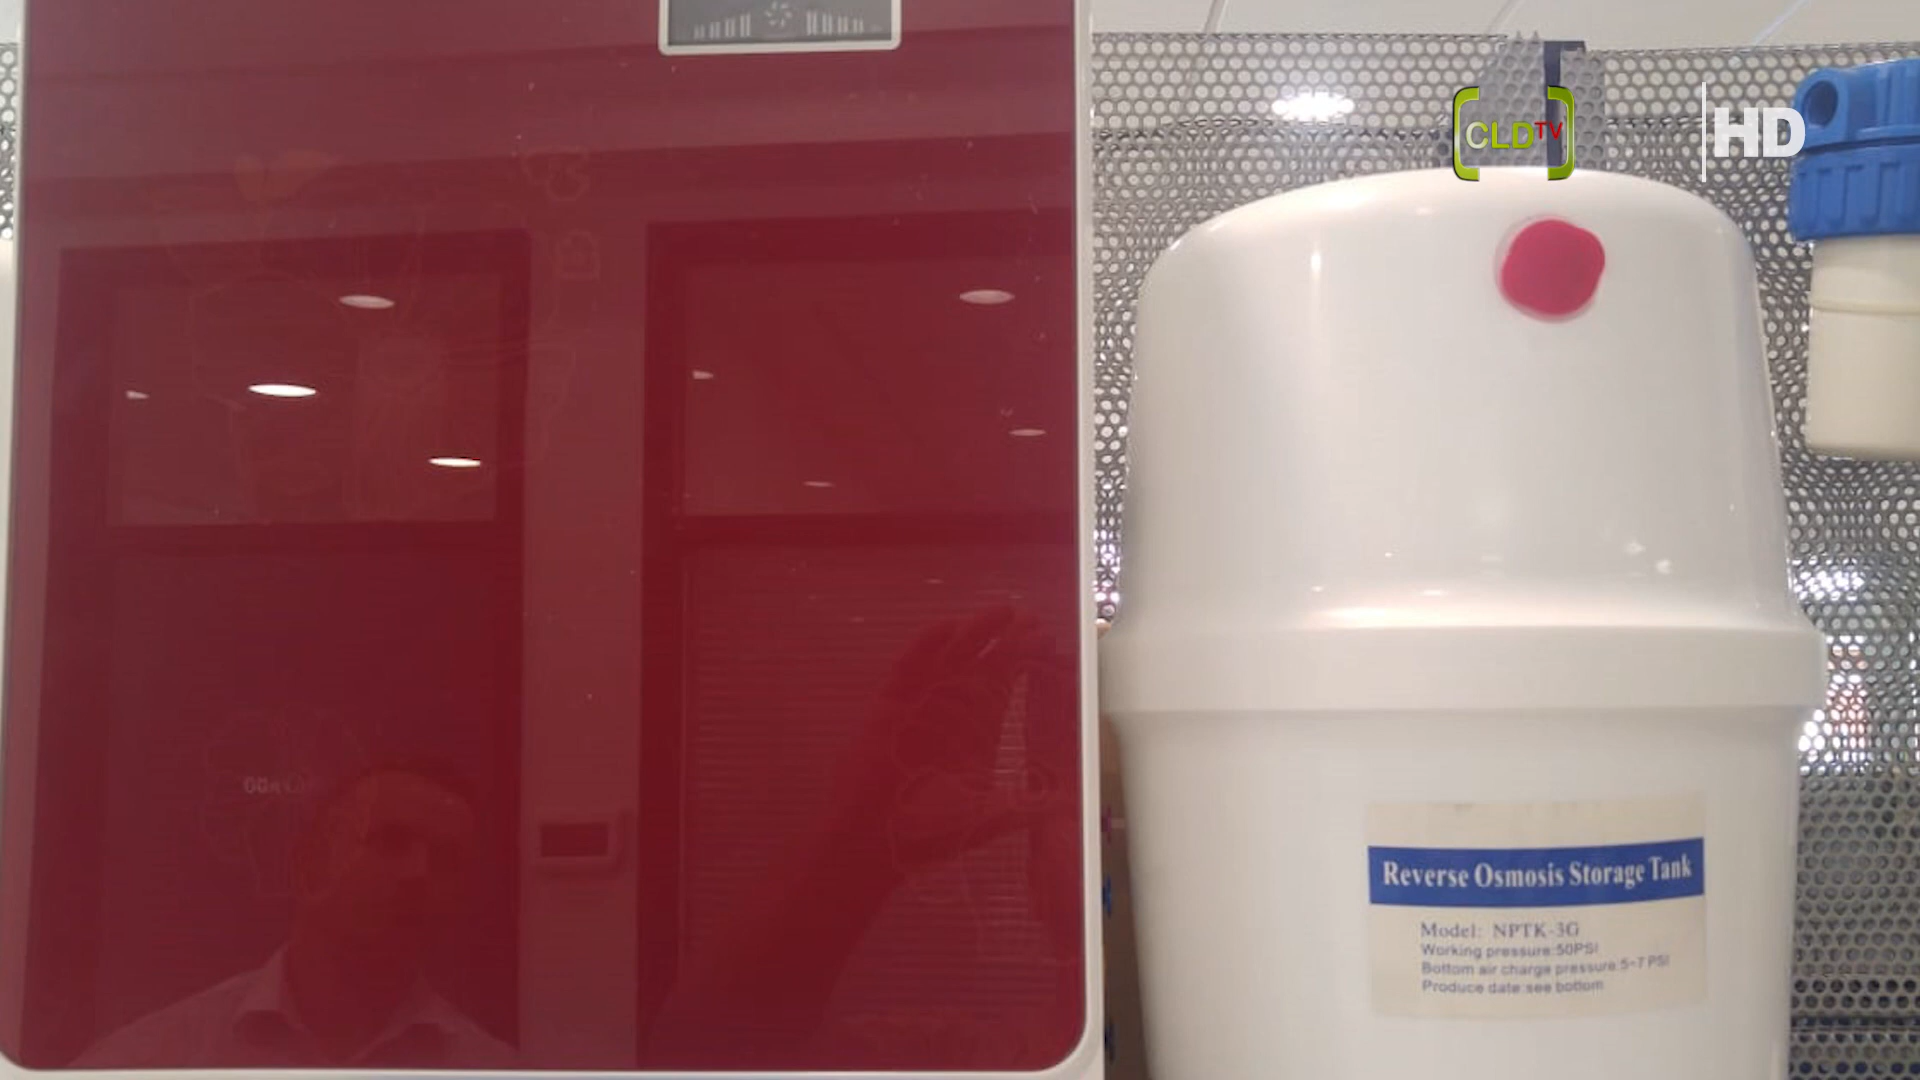 CLDTV
HD
Reverse Osmosis Storage Tank
Model: NPTK-3G
Working pressure:50PSI
Bottom air charge pressure:5~7 PSI
Produce date:see bottom